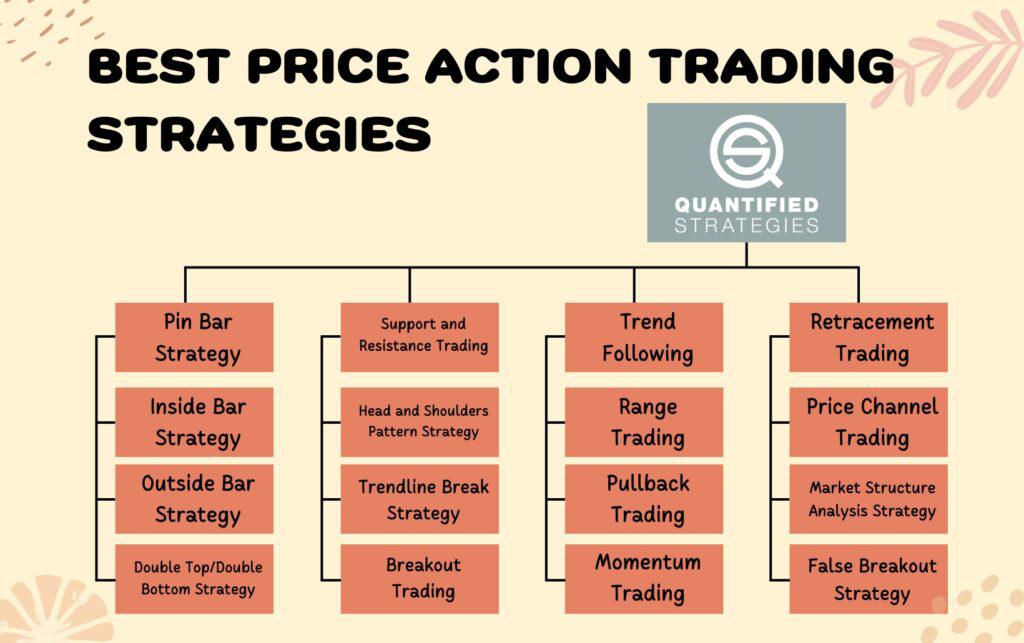 BEST PRICE ACTION TRADING
STRATEGIES
QUANTIFIED
STRATEGIES
Pin Bar
Strategy
Inside Bar
Strategy
Outside Bar
Strategy
Double Top/Double
Bottom Strategy
Support and
Resistance Trading
Head and Shoulders
Pattern Strategy
Trendline Break
Strategy
Breakout
Trading
Trend
Following
Range
Trading
Pullback
Trading
Momentum
Trading
Retracement
Trading
Price Channel
Trading
Market Structure
Analysis Strategy
False Breakout
Strategy